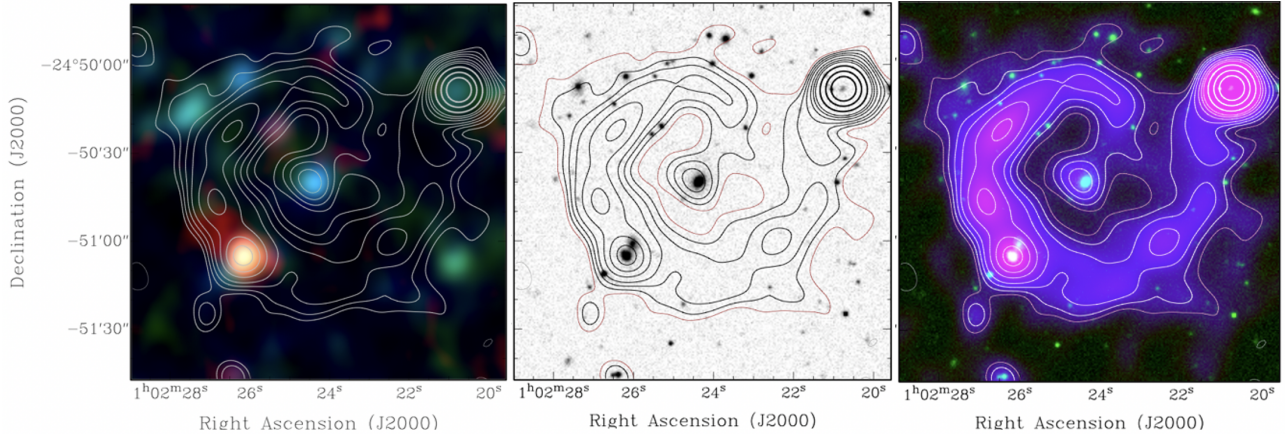 Declination (J2000)
−24°50′00″
−50′30″
−51′00″
−51′30″
1ʰ02ᵐ28ˢ 26ˢ 24ˢ 22ˢ 20ˢ
1ʰ02ᵐ28ˢ 26ˢ 24ˢ 22ˢ 20ˢ
1ʰ02ᵐ28ˢ 26ˢ 24ˢ 22ˢ 20ˢ
Right Ascension (J2000)
Right Ascension (J2000)
Right Ascension (J2000)